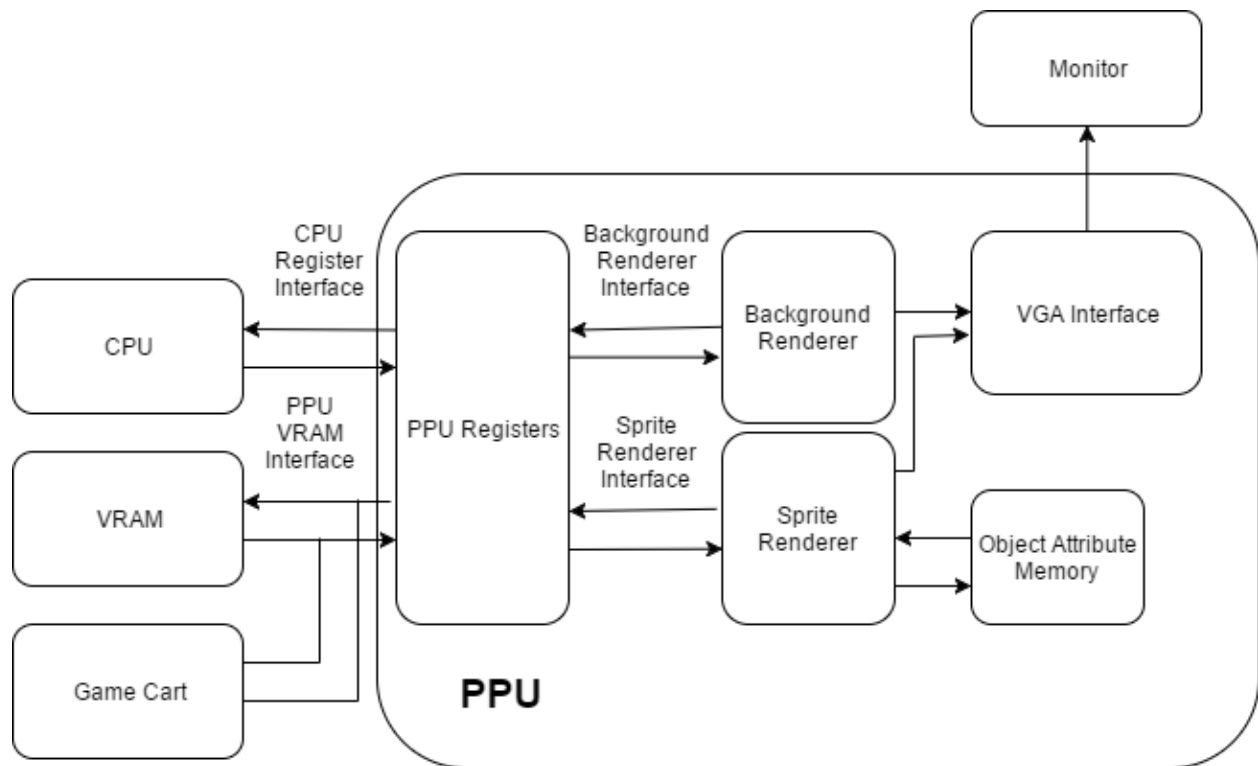 Monitor
CPU
Register
Interface
Background
Renderer
Interface
CPU
PPU Registers
Background
Renderer
VGA Interface
PPU
VRAM
Interface
Sprite
Renderer
Interface
VRAM
Sprite
Renderer
Object Attribute
Memory
Game Cart
PPU